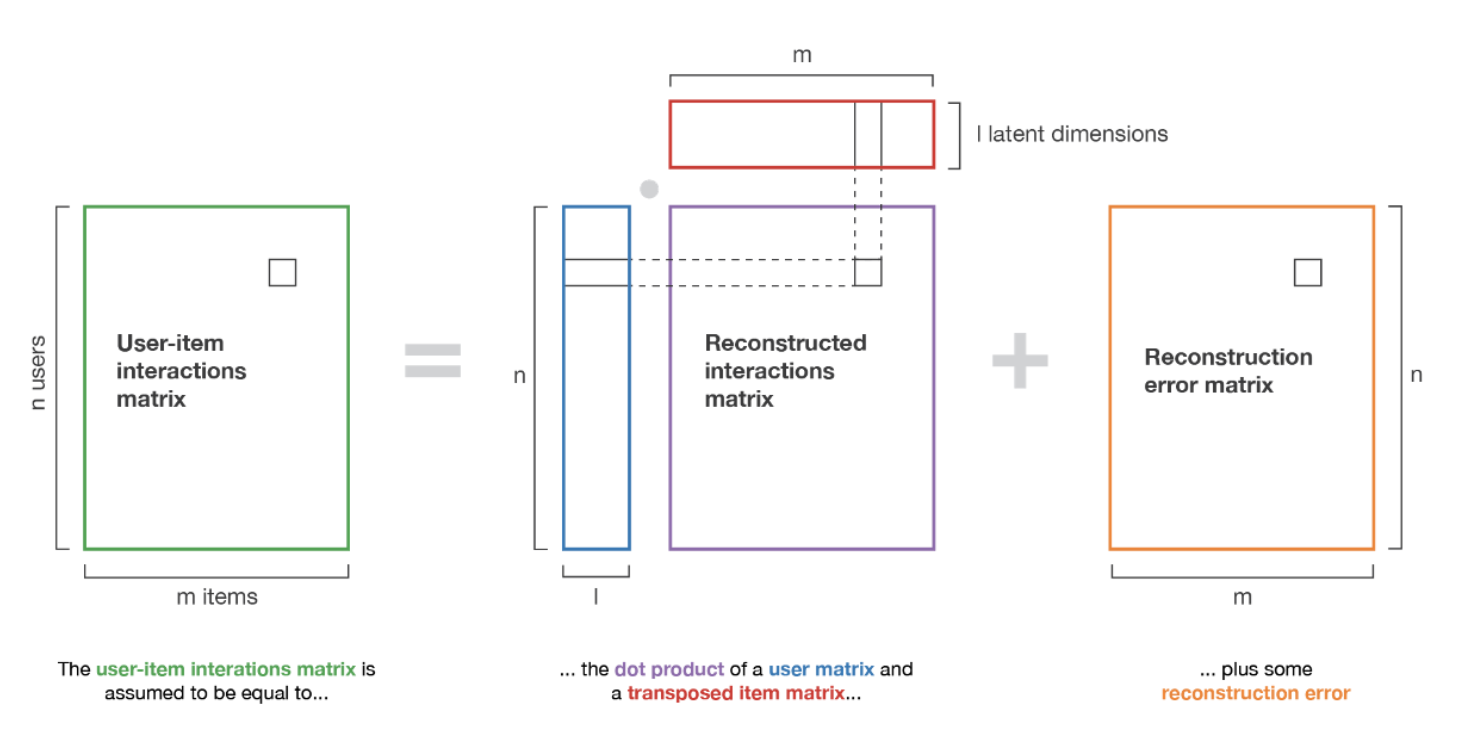 m
l latent dimensions
n users
User-item
interactions
matrix
n
Reconstructed
interactions
matrix
Reconstruction
error matrix
n
m items
l
m
The user-item interations matrix is
assumed to be equal to...
... the dot product of a user matrix and
a transposed item matrix...
... plus some
reconstruction error